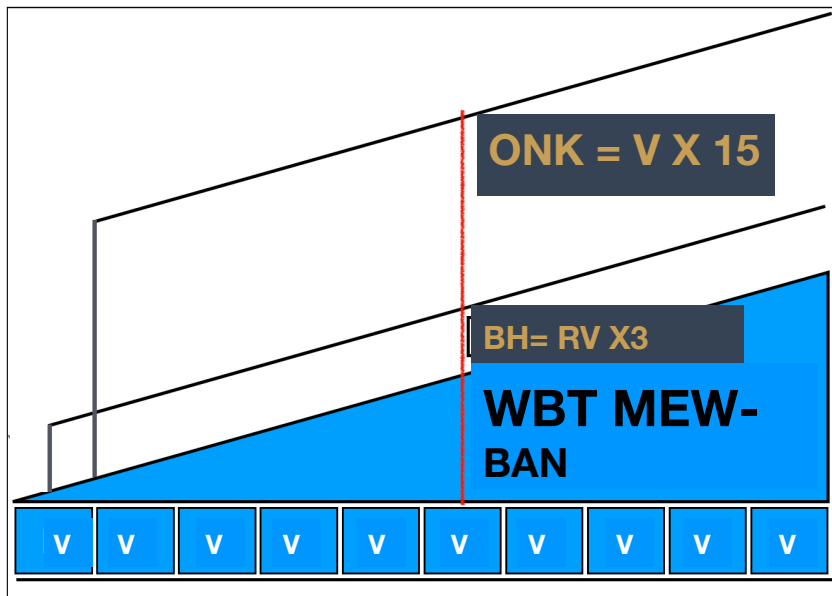 ONK = V X 15
BH= RV X3
WBT MEW-
BAN
V V V V V V V V V V